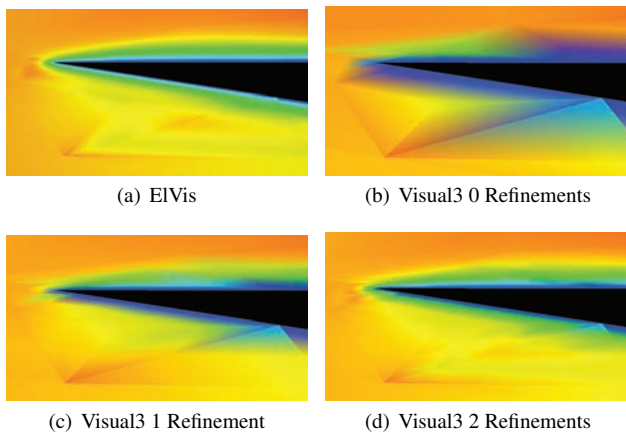 (a) ElVis
(b) Visual3 0 Refinements
(c) Visual3 1 Refinement
(d) Visual3 2 Refinements